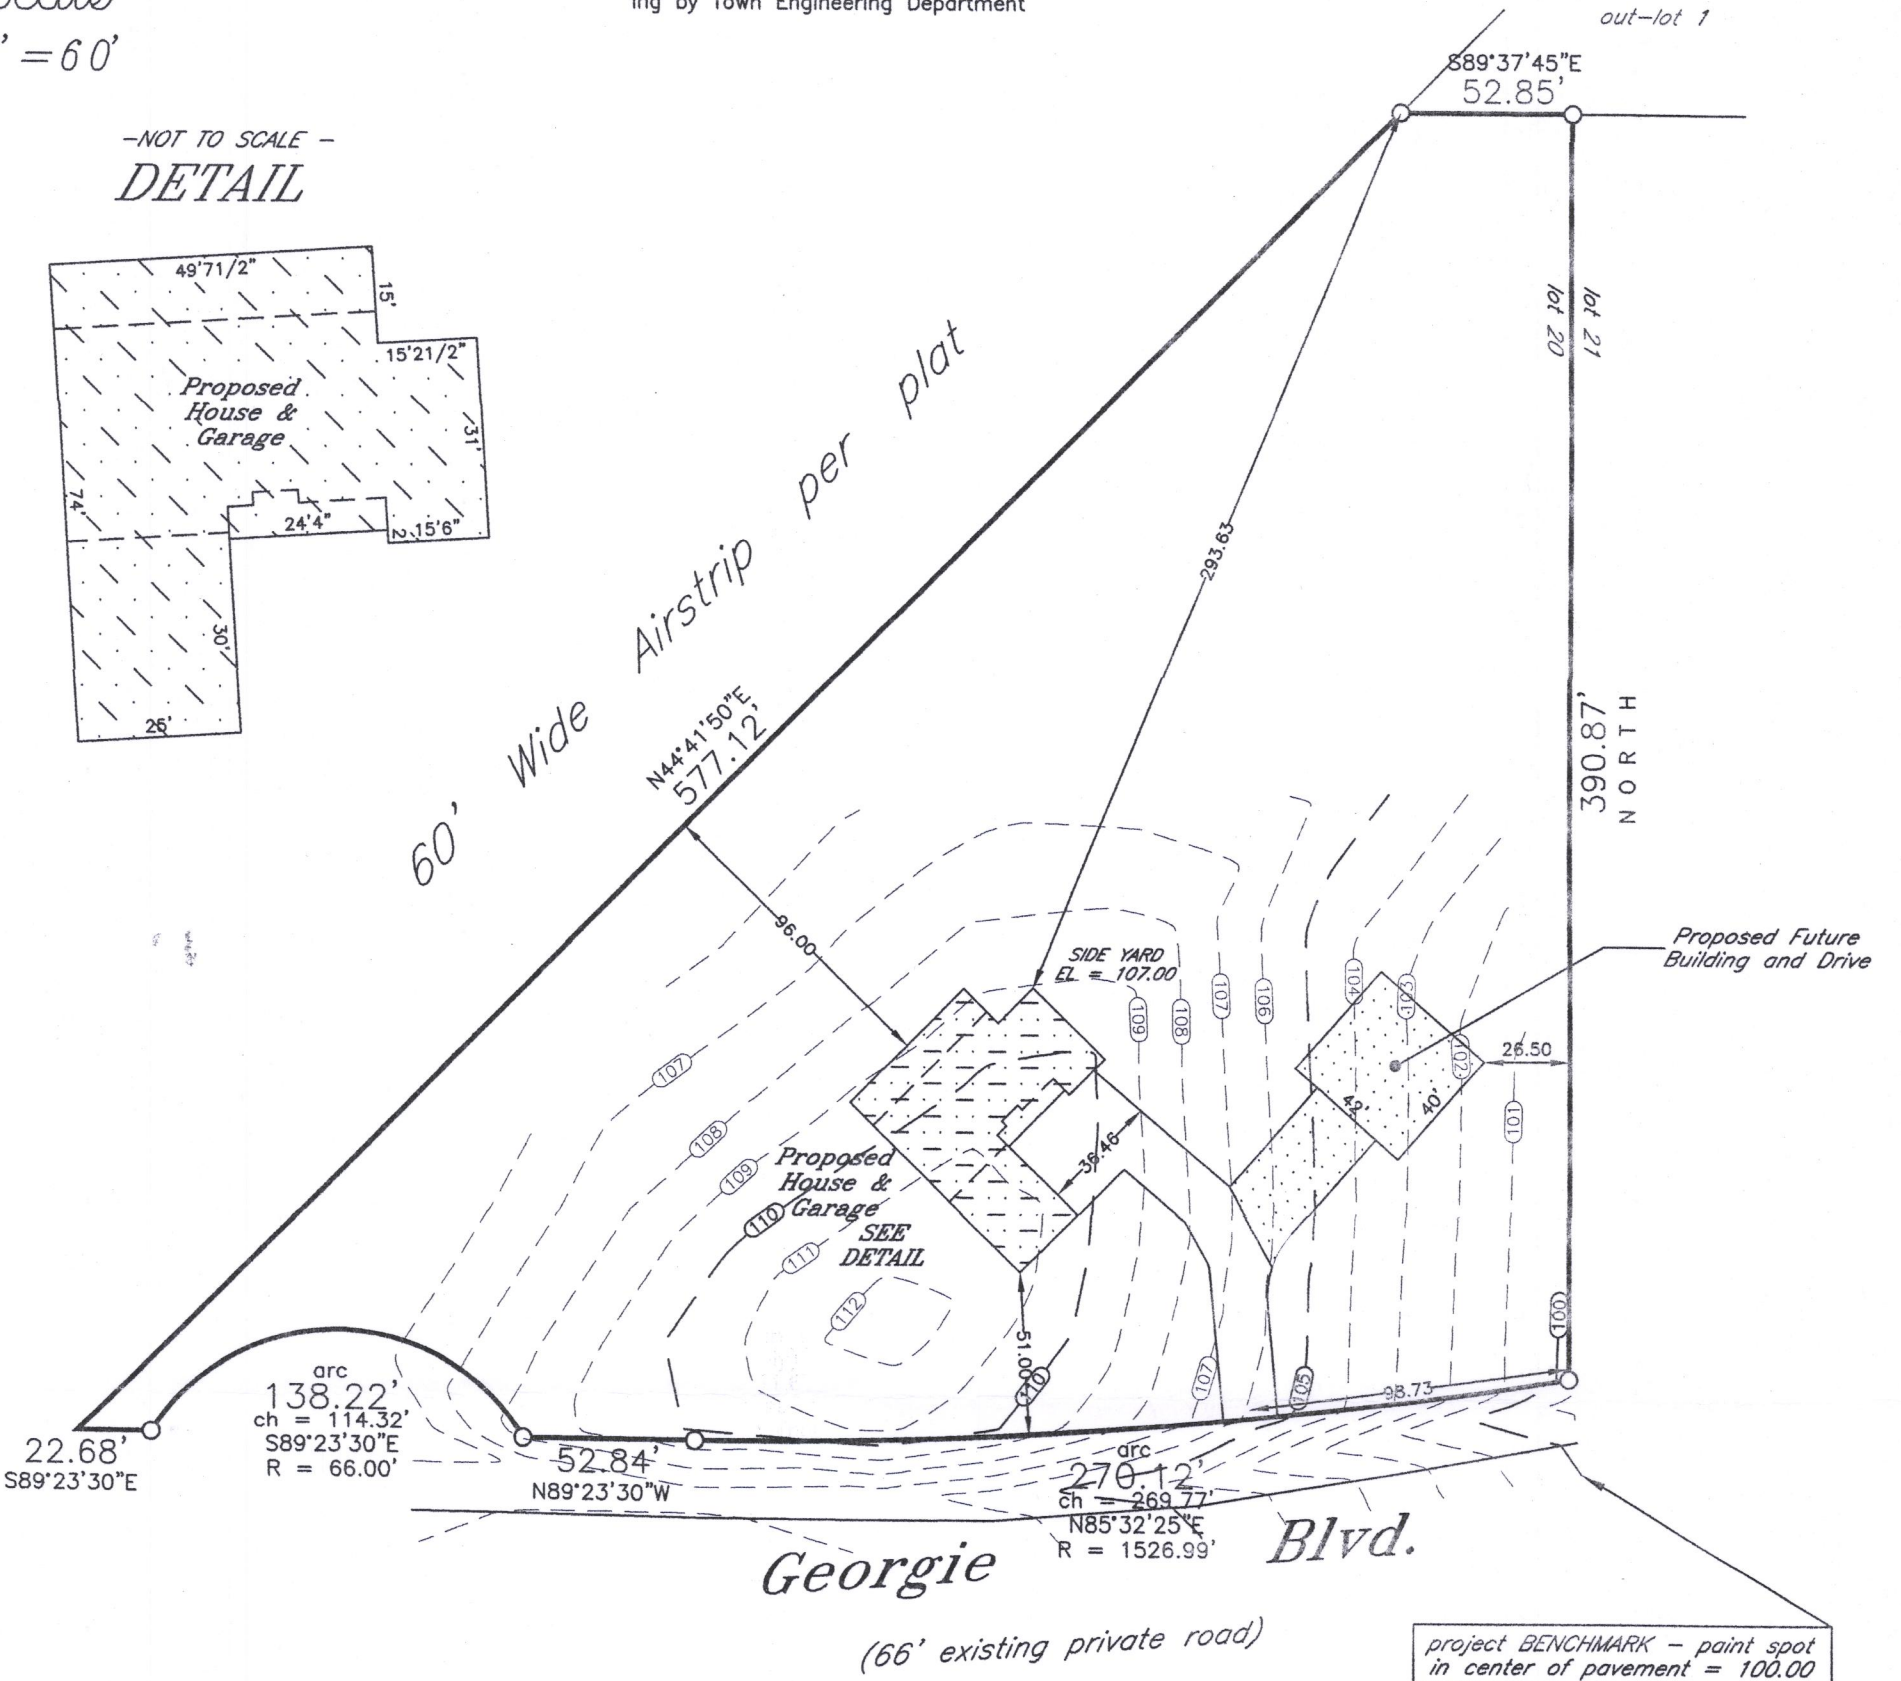 ing by Town Engineering Department
' = 60'
out-lot 1
S89°37'45"E
52.85'
-NOT TO SCALE -
DETAIL
49'71/2"
15'
15'21/2"
Proposed
House &
Garage
31'
74'
24'4"
2
15'6"
30'
25'
lot 21
lot 20
293.63
60' Wide Airstrip per plat
N44°41'50"E
577.12'
390.87'
NORTH
96.00
SIDE YARD
EL = 107.00
Proposed Future
Building and Drive
109
108
107
106
104
103
102
101
26.50
42'
40'
36.46
107
108
109
110
111
112
Proposed
House &
Garage
SEE
DETAIL
51.00
110
107
105
98.73
100
22.68'
S89°23'30"E
arc
138.22'
ch = 114.32'
S89°23'30"E
R = 66.00'
52.84'
N89°23'30"W
arc
270.12'
ch = 269.77'
N85°32'25"E
R = 1526.99'
Georgie Blvd.
(66' existing private road)
project BENCHMARK - paint spot
in center of pavement = 100.00